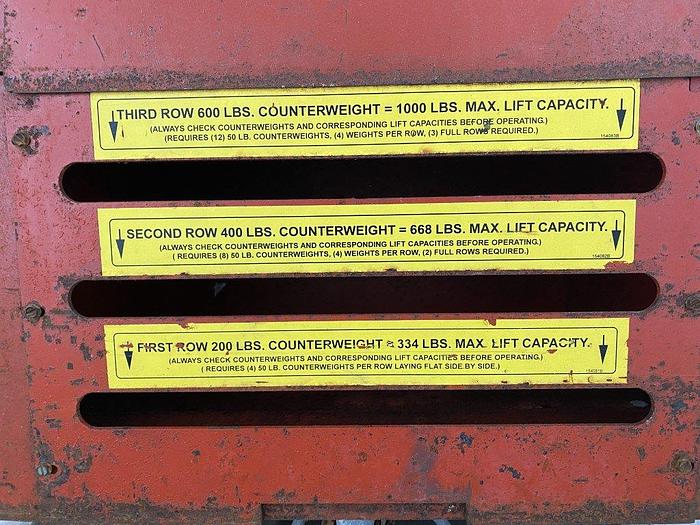 THIRD ROW 600 LBS. COUNTERWEIGHT = 1000 LBS. MAX. LIFT CAPACITY.
(ALWAYS CHECK COUNTERWEIGHTS AND CORRESPONDING LIFT CAPACITIES BEFORE OPERATING.)
(REQUIRES (12) 50 LB. COUNTERWEIGHTS, (4) WEIGHTS PER ROW, (3) FULL ROWS REQUIRED.)
154083B
SECOND ROW 400 LBS. COUNTERWEIGHT = 668 LBS. MAX. LIFT CAPACITY.
(ALWAYS CHECK COUNTERWEIGHTS AND CORRESPONDING LIFT CAPACITIES BEFORE OPERATING.)
( REQUIRES (8) 50 LB. COUNTERWEIGHTS, (4) WEIGHTS PER ROW, (2) FULL ROWS REQUIRED.)
154082B
FIRST ROW 200 LBS. COUNTERWEIGHT = 334 LBS. MAX. LIFT CAPACITY.
(ALWAYS CHECK COUNTERWEIGHTS AND CORRESPONDING LIFT CAPACITIES BEFORE OPERATING.)
( REQUIRES (4) 50 LB. COUNTERWEIGHTS PER ROW LAYING FLAT SIDE BY SIDE.)
154081B